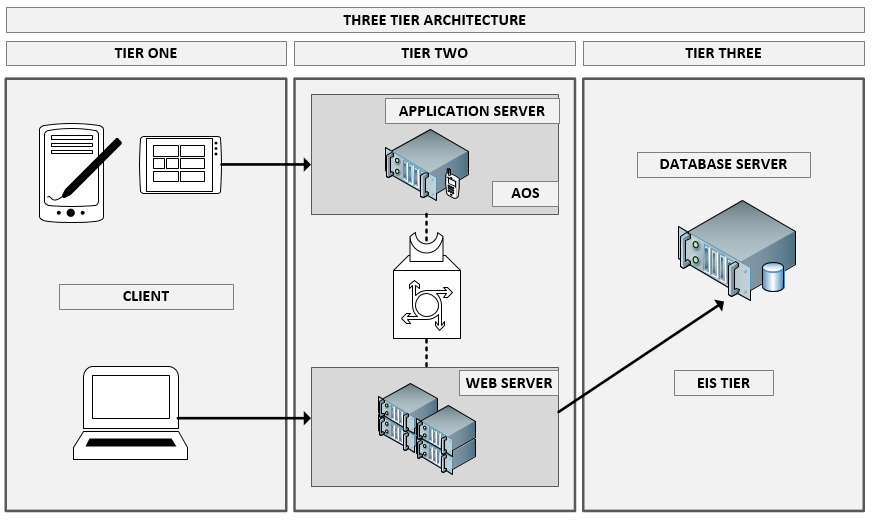 THREE TIER ARCHITECTURE
TIER ONE
TIER TWO
TIER THREE
APPLICATION SERVER
AOS
DATABASE SERVER
CLIENT
WEB SERVER
EIS TIER